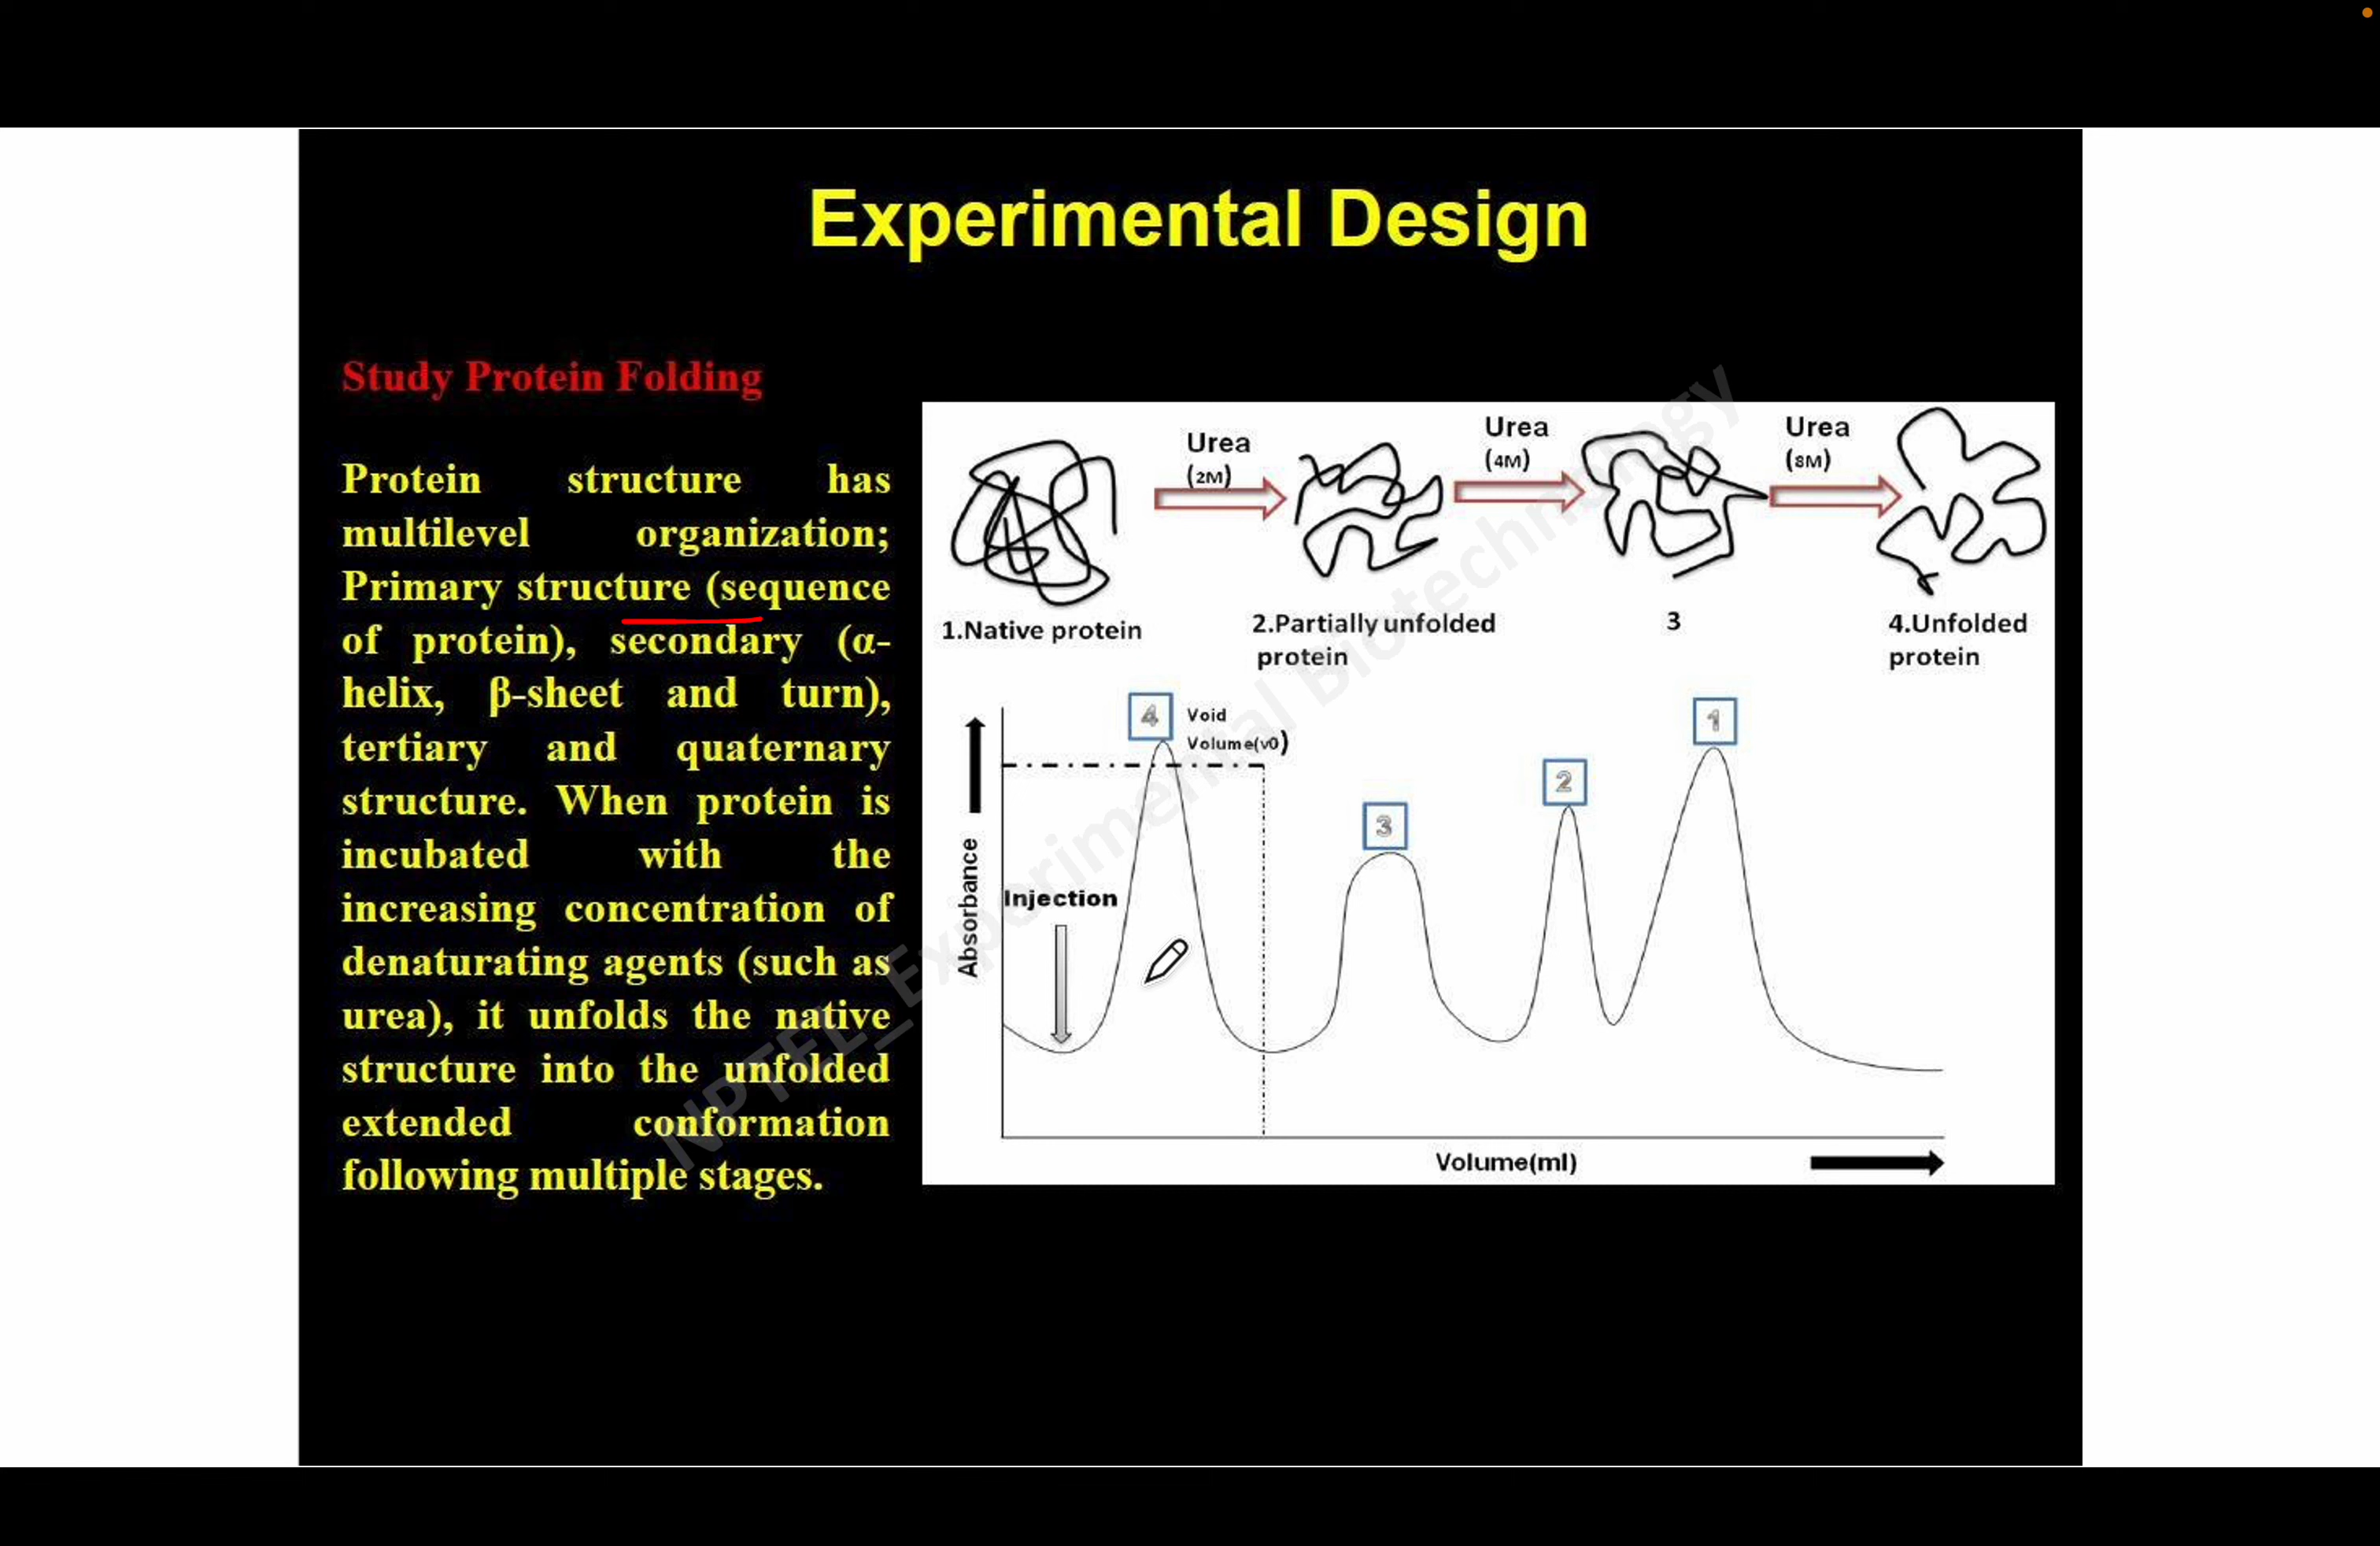 Experimental Design
Study Protein Folding
Protein structure has
multilevel organization;
Primary structure (sequence
of protein), secondary (α-
helix, β-sheet and turn),
tertiary and quaternary
structure. When protein is
incubated with the
increasing concentration of
denaturating agents (such as
urea), it unfolds the native
structure into the unfolded
extended conformation
following multiple stages.
Urea
(2M)
Urea
(4M)
Urea
(8M)
1.Native protein
2.Partially unfolded
protein
3
4.Unfolded
protein
4
Void
Volume(v0)
3
2
1
Injection
Absorbance
Volume(ml)
NPTEL_Experimental Biotechnology